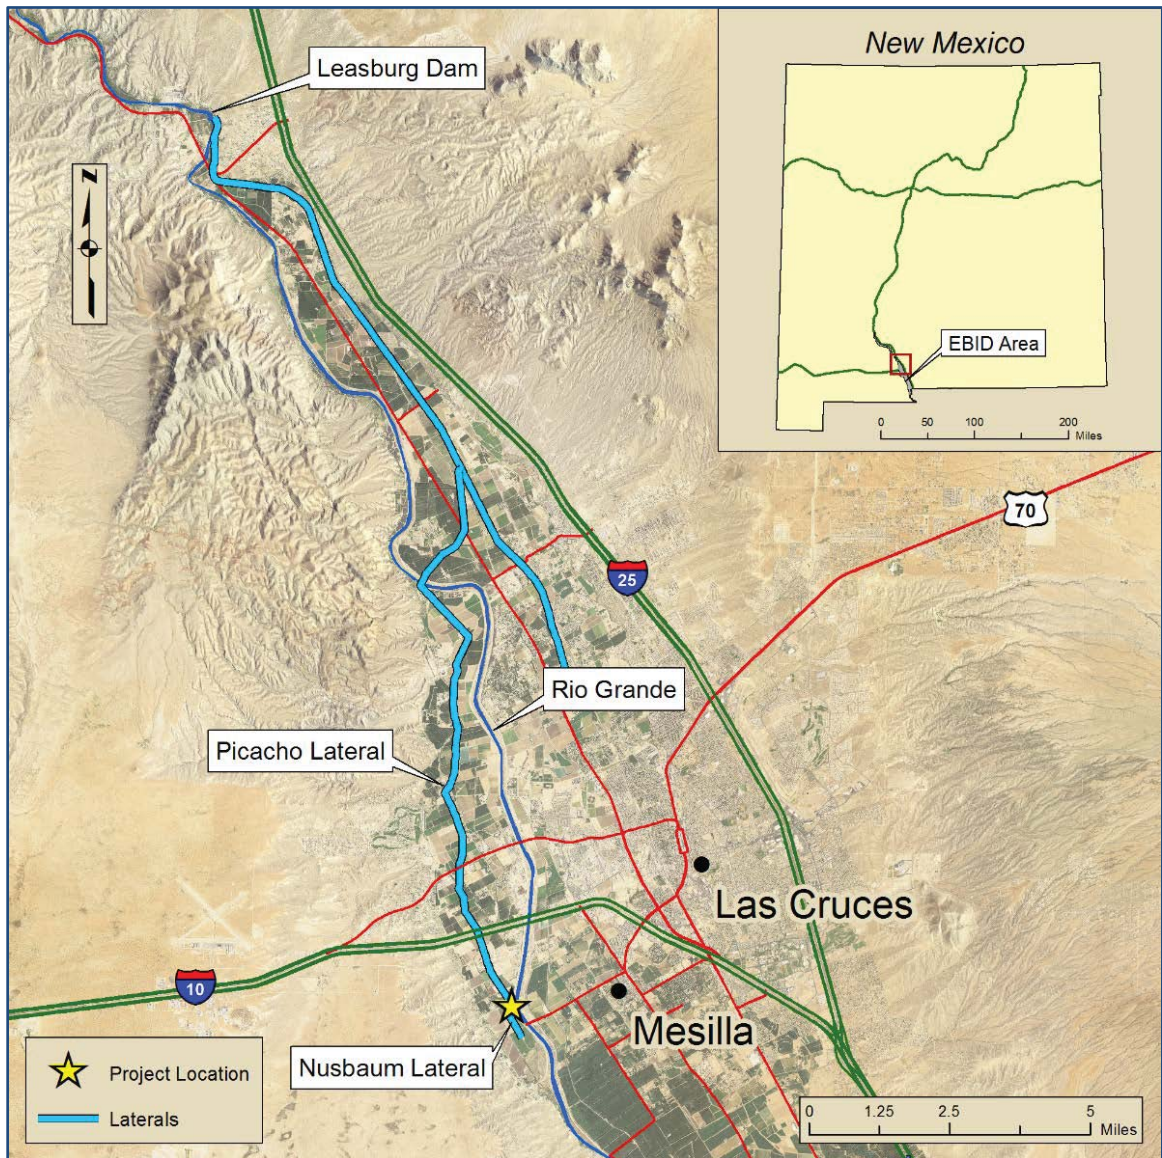 New Mexico
Leasburg Dam
N
EBID Area
0 50 100 200
Miles
70
25
Rio Grande
Picacho Lateral
Las Cruces
10
Mesilla
Nusbaum Lateral
Project Location
Laterals
0 1.25 2.5 5
Miles